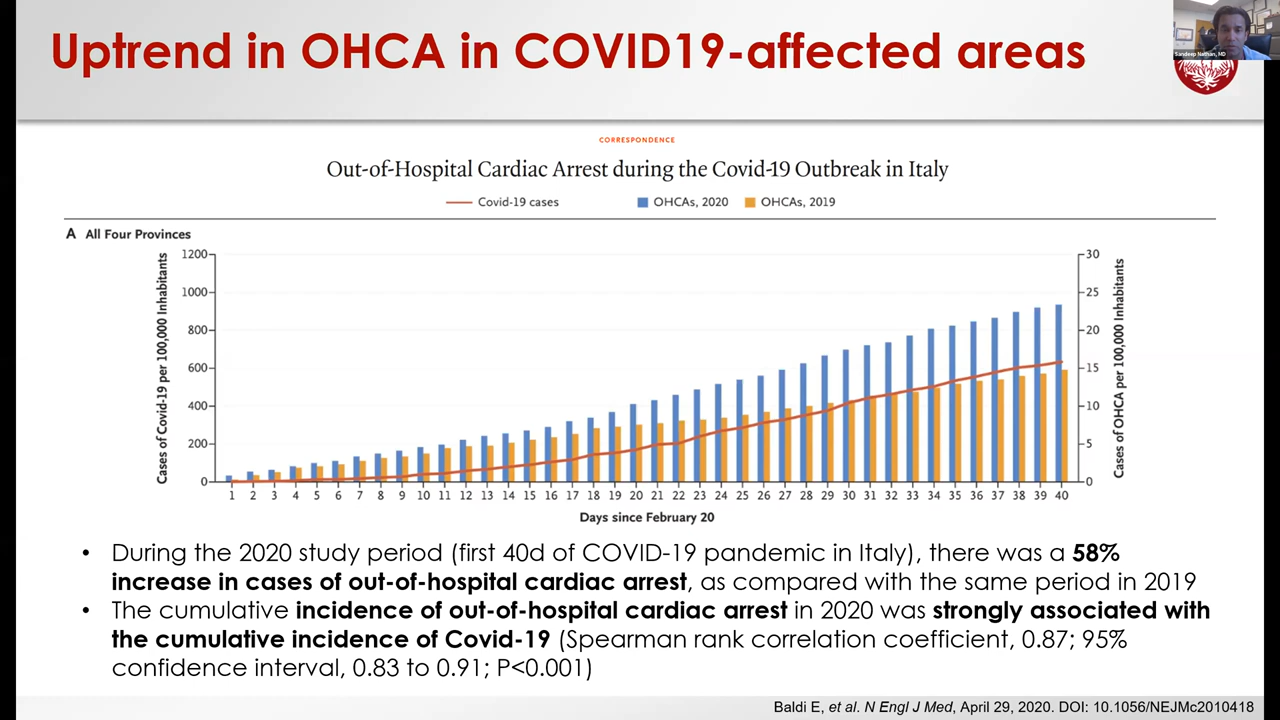 Uptrend in OHCA in COVID19-affected areas
Sandeep Nathan, MD
CORRESPONDENCE
Out-of-Hospital Cardiac Arrest during the Covid-19 Outbreak in Italy
Covid-19 cases OHCAs, 2020 OHCAs, 2019
A All Four Provinces
Cases of Covid-19 per 100,000 Inhabitants
1200
1000
800
600
400
200
0
30
25
20
15
10
5
0
Cases of OHCA per 100,000 Inhabitants
1 2 3 4 5 6 7 8 9 10 11 12 13 14 15 16 17 18 19 20 21 22 23 24 25 26 27 28 29 30 31 32 33 34 35 36 37 38 39 40
Days since February 20
• During the 2020 study period (first 40d of COVID-19 pandemic in Italy), there was a 58%
increase in cases of out-of-hospital cardiac arrest, as compared with the same period in 2019
• The cumulative incidence of out-of-hospital cardiac arrest in 2020 was strongly associated with
the cumulative incidence of Covid-19 (Spearman rank correlation coefficient, 0.87; 95%
confidence interval, 0.83 to 0.91; P<0.001)
Baldi E, et al. N Engl J Med, April 29, 2020. DOI: 10.1056/NEJMc2010418